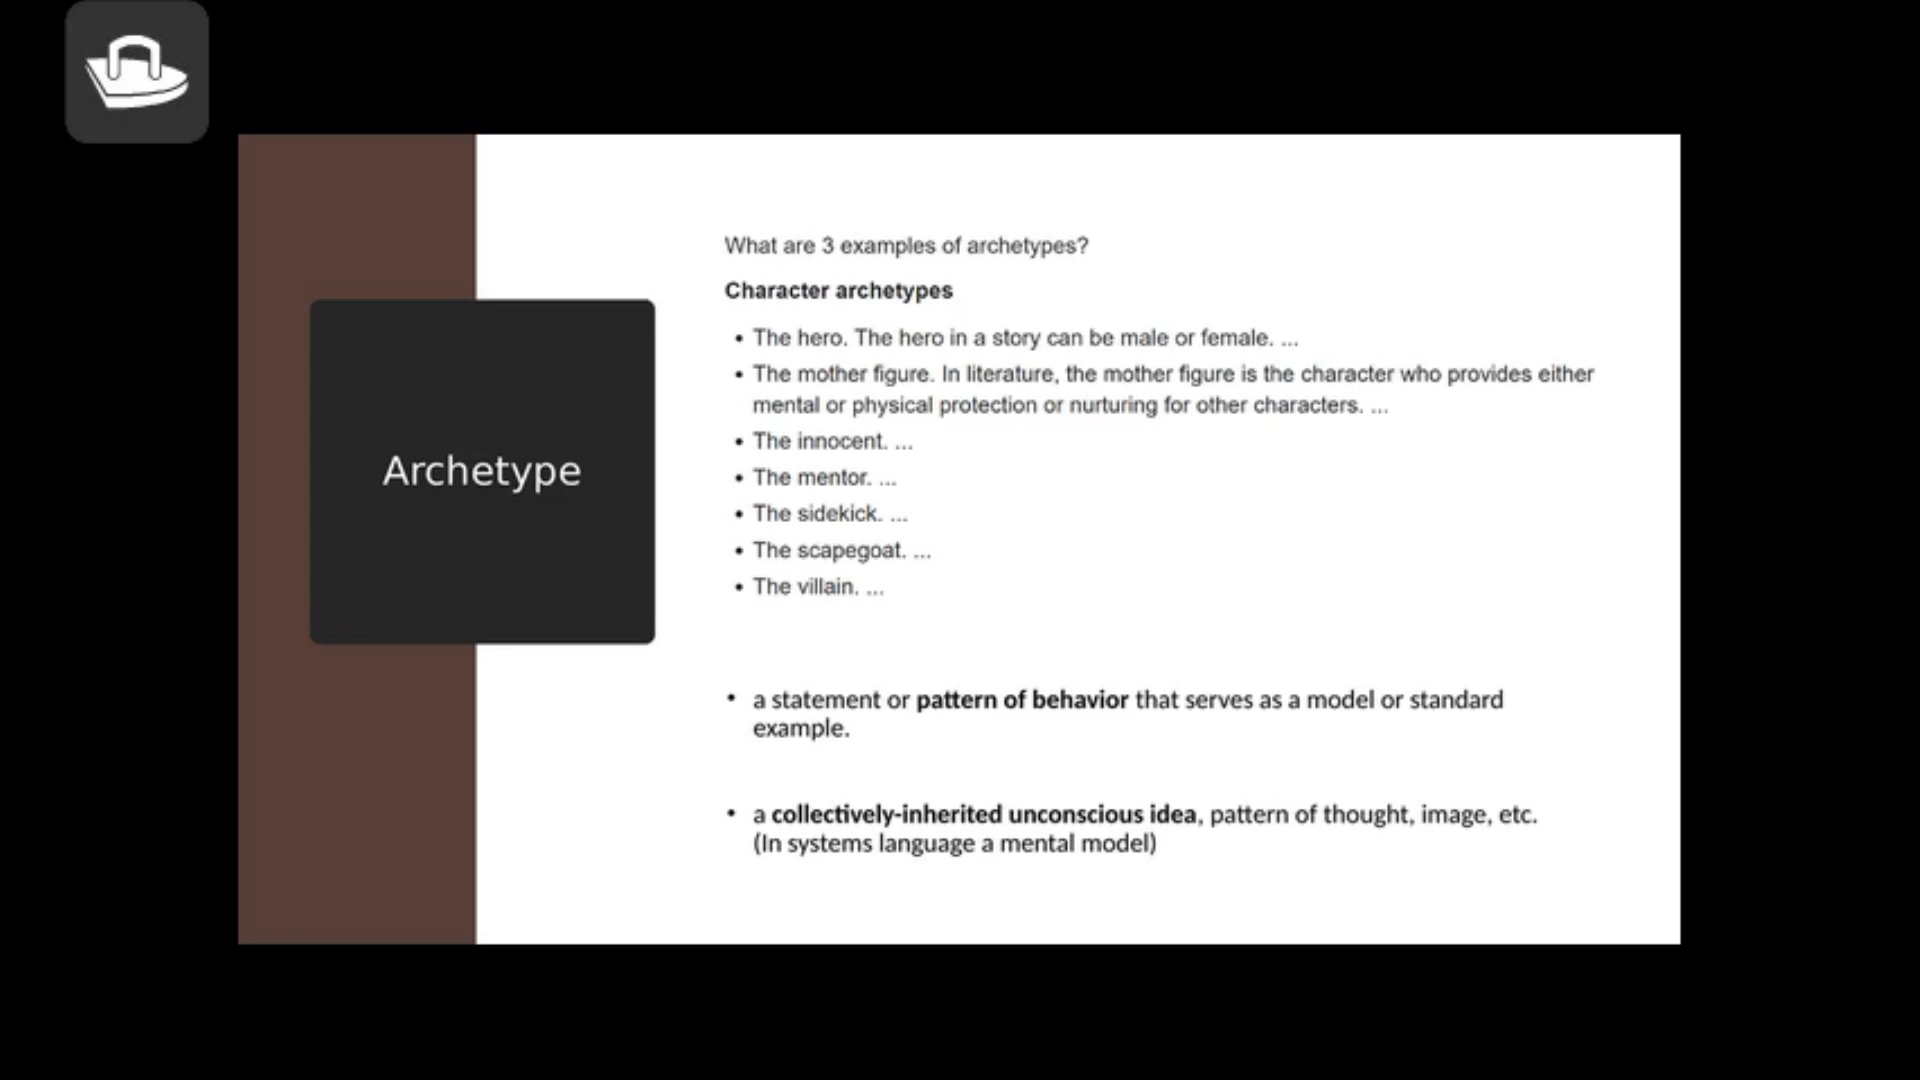 Archetype
What are 3 examples of archetypes?
Character archetypes
• The hero. The hero in a story can be male or female. ...
• The mother figure. In literature, the mother figure is the character who provides either
mental or physical protection or nurturing for other characters. ...
• The innocent. ...
• The mentor. ...
• The sidekick. ...
• The scapegoat. ...
• The villain. ...
• a statement or pattern of behavior that serves as a model or standard
example.
• a collectively-inherited unconscious idea, pattern of thought, image, etc.
(In systems language a mental model)